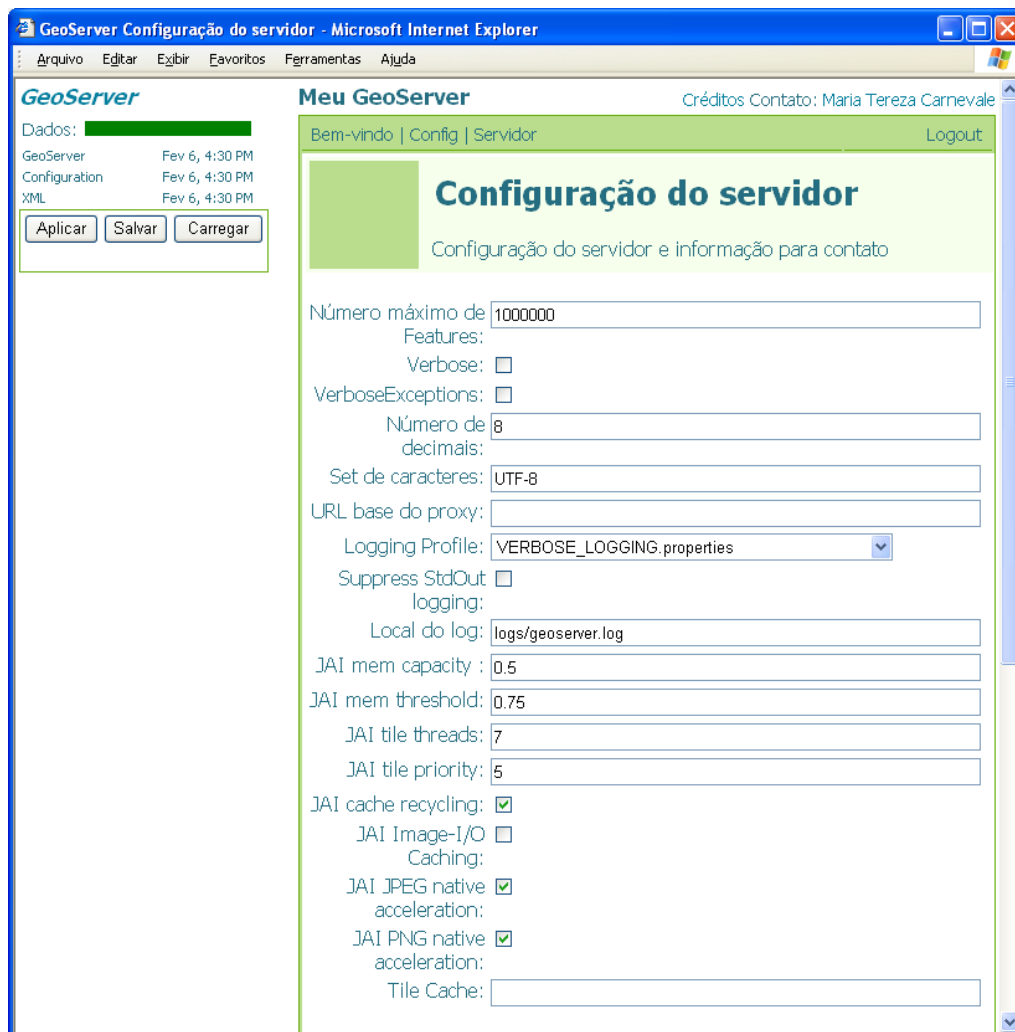 GeoServer Configuração do servidor - Microsoft Internet Explorer
Arquivo Editar Exibir Favoritos Ferramentas Ajuda
GeoServer
Dados:
GeoServer Fev 6, 4:30 PM
Configuration Fev 6, 4:30 PM
XML Fev 6, 4:30 PM
Aplicar Salvar Carregar
Meu GeoServer
Créditos Contato: Maria Tereza Carnevale
Bem-vindo | Config | Servidor Logout
Configuração do servidor
Configuração do servidor e informação para contato
Número máximo de 1000000
Features:
Verbose:
VerboseExceptions:
Número de 8
decimais:
Set de caracteres: UTF-8
URL base do proxy:
Logging Profile: VERBOSE_LOGGING.properties
Suppress StdOut
logging:
Local do log: logs/geoserver.log
JAI mem capacity : 0.5
JAI mem threshold: 0.75
JAI tile threads: 7
JAI tile priority: 5
JAI cache recycling:
JAI Image-I/O
Caching:
JAI JPEG native
acceleration:
JAI PNG native
acceleration:
Tile Cache: